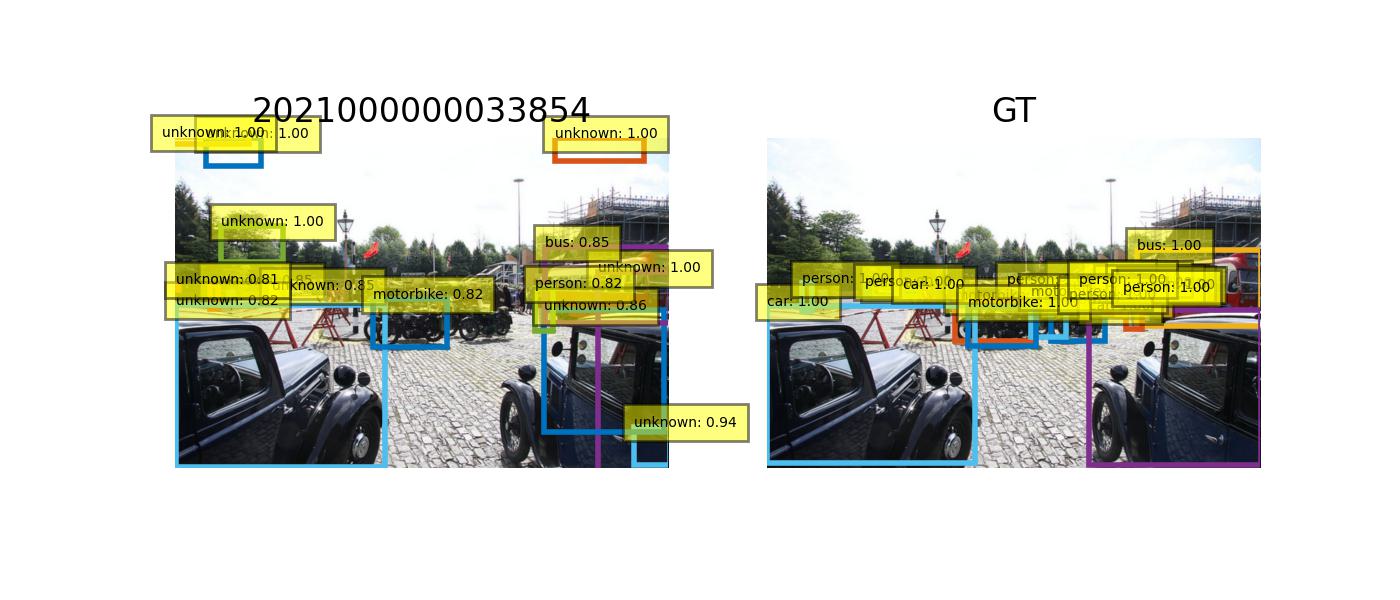 2021000000033854
GT
unknown: 1.00
unknown: 1.00
unknown: 1.00
unknown: 1.00
bus: 0.85
bus: 1.00
unknown: 1.00
unknown: 0.81
unknown: 0.85
person: 0.82
person: 1.00
car: 1.00
person: 1.00
person: 1.00
motorbike: 0.82
unknown: 0.82
unknown: 0.86
car: 1.00
motorbike: 1.00
unknown: 0.94